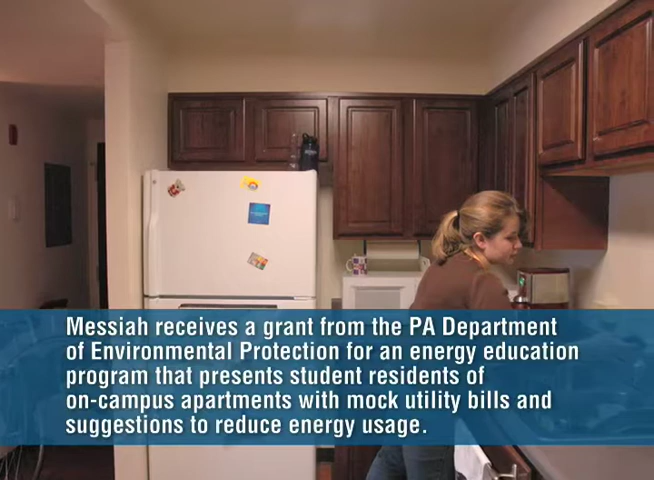 Messiah receives a grant from the PA Department
of Environmental Protection for an energy education
program that presents student residents of
on-campus apartments with mock utility bills and
suggestions to reduce energy usage.